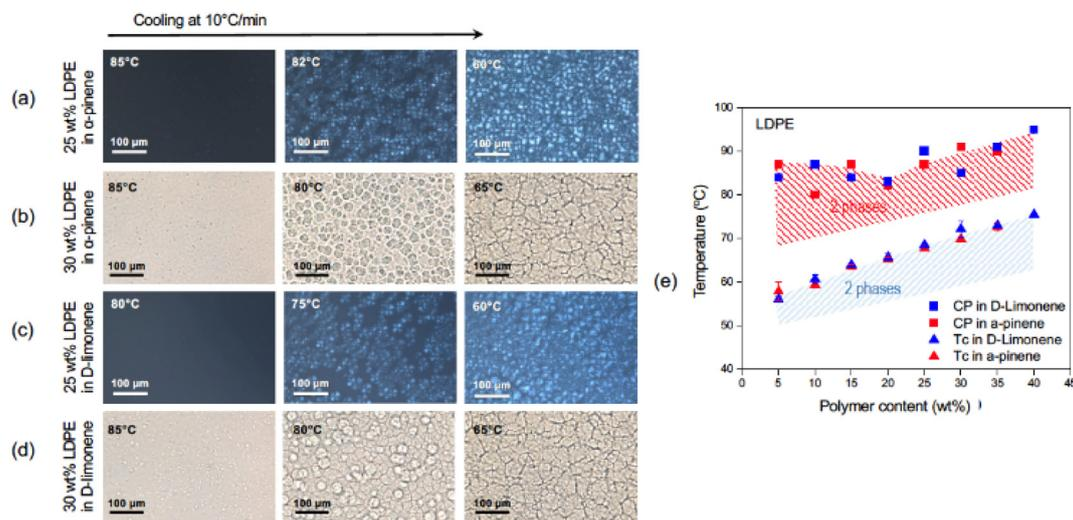 Cooling at 10°C/min
(a)
25 wt% LDPE
in α-pinene
85°C
100 µm
82°C
100 µm
60°C
100 µm
(b)
30 wt% LDPE
in α-pinene
85°C
100 µm
80°C
100 µm
65°C
100 µm
(c)
25 wt% LDPE
in D-limonene
80°C
100 µm
75°C
100 µm
60°C
100 µm
(d)
30 wt% LDPE
in D-limonene
85°C
100 µm
80°C
100 µm
65°C
100 µm
(e)
LDPE
Temperature (°C)
100
90
80
70
60
50
40
2 phases
2 phases
CP in D-Limonene
CP in a-pinene
Tc in D-Limonene
Tc in a-pinene
0 5 10 15 20 25 30 35 40 45 50
Polymer content (wt%)